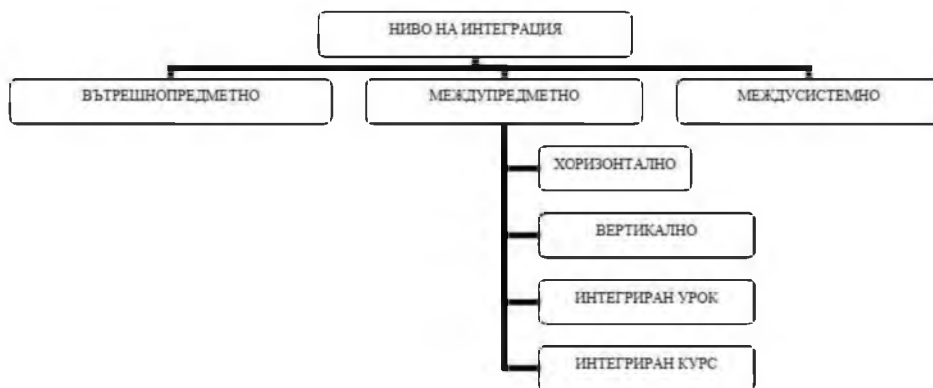 НИВО НА ИНТЕГРАЦИЯ
ВЪТРЕШНОПРЕДМЕТНО
МЕЖДУПРЕДМЕТНО
МЕЖДУСИСТЕМНО
ХОРИЗОНТАЛНО
ВЕРТИКАЛНО
ИНТЕГРИРАН УРОК
ИНТЕГРИРАН КУРС